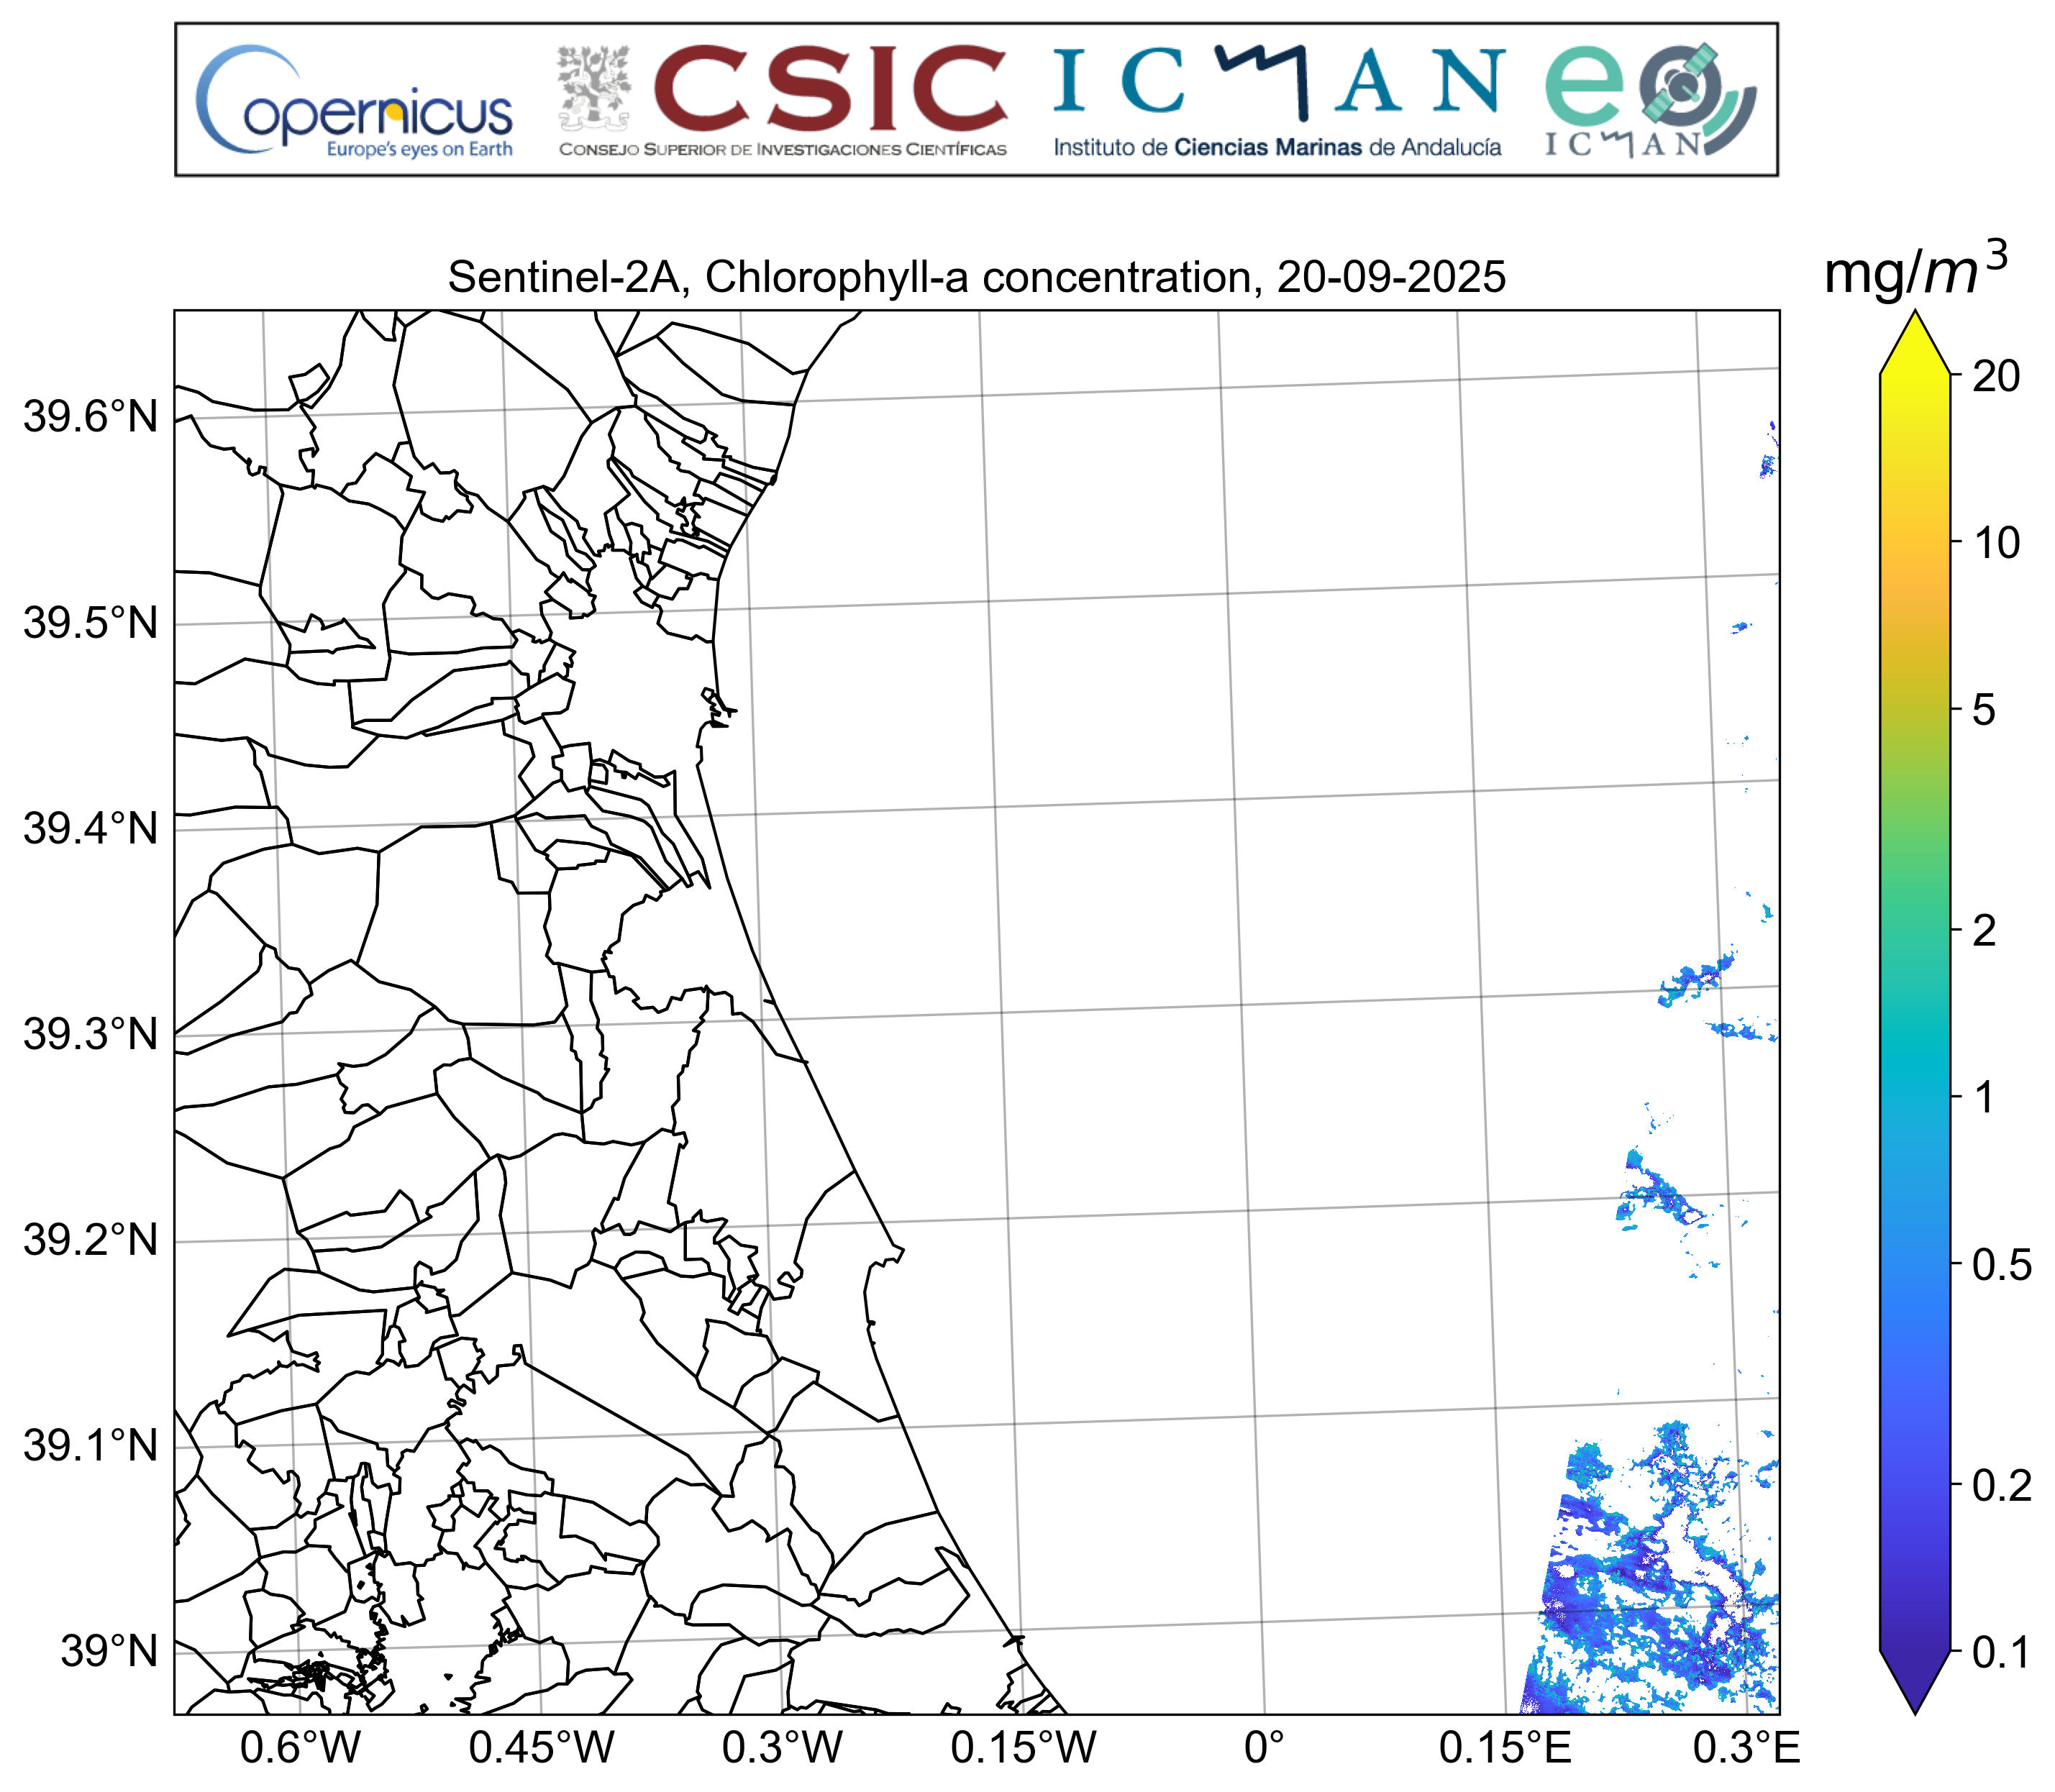 Copernicus
Europe's eyes on Earth
CSIC
CONSEJO SUPERIOR DE INVESTIGACIONES CIENTÍFICAS
ICMAN
Instituto de Ciencias Marinas de Andalucía
eo
ICMAN
Sentinel-2A, Chlorophyll-a concentration, 20-09-2025
mg/m³
39.6°N
39.5°N
39.4°N
39.3°N
39.2°N
39.1°N
39°N
0.6°W 0.45°W 0.3°W 0.15°W 0° 0.15°E 0.3°E
20
10
5
2
1
0.5
0.2
0.1